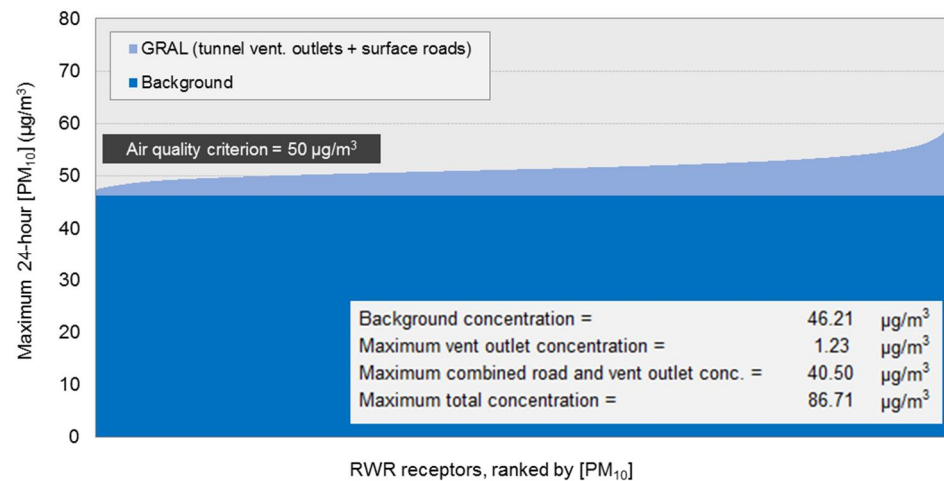 80
70
60
50
40
30
20
10
0
Maximum 24-hour [PM₁₀] (µg/m³)
GRAL (tunnel vent. outlets + surface roads)
Background
Air quality criterion = 50 µg/m³
Background concentration = 46.21 µg/m³
Maximum vent outlet concentration = 1.23 µg/m³
Maximum combined road and vent outlet conc. = 40.50 µg/m³
Maximum total concentration = 86.71 µg/m³
RWR receptors, ranked by [PM₁₀]